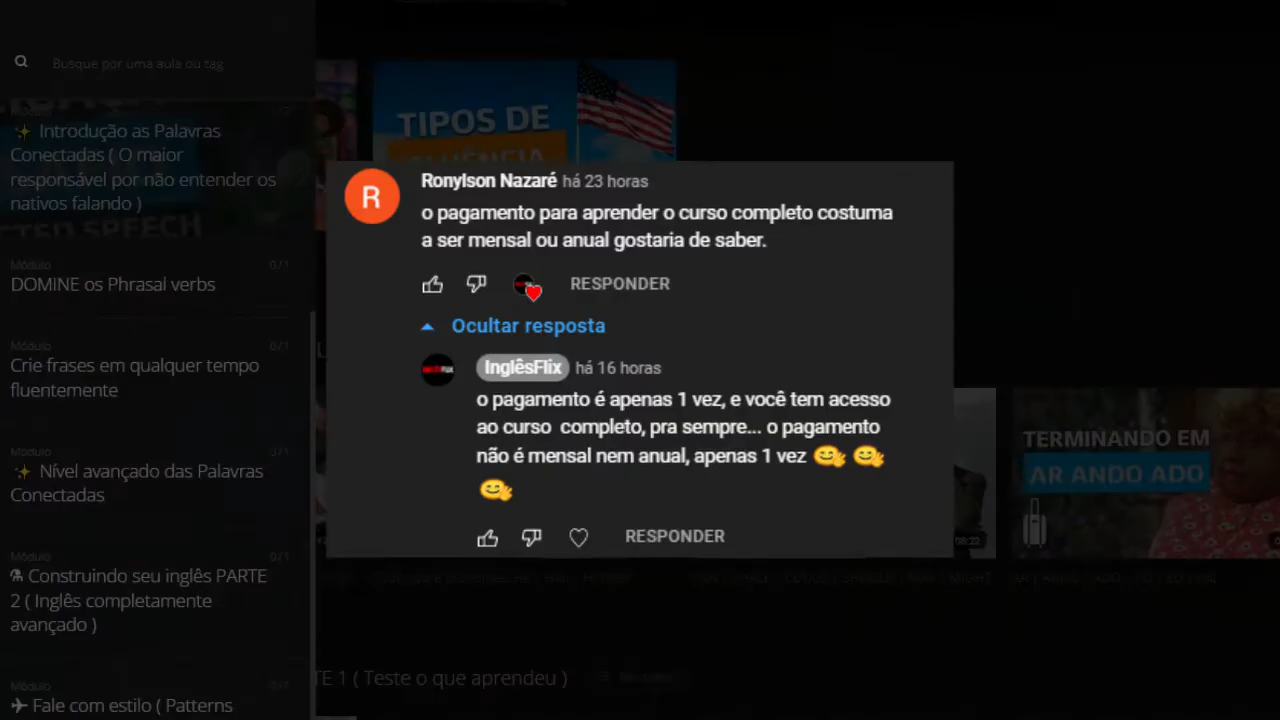 Busque por uma aula ou tag
Módulo
✨ Introdução as Palavras
Conectadas ( O maior
responsável por não entender os
nativos falando )
Módulo 0/1
DOMINE os Phrasal verbs
Módulo 0/1
Crie frases em qualquer tempo
fluentemente
Módulo 0/1
✨ Nível avançado das Palavras
Conectadas
Módulo 0/1
⚗ Construindo seu inglês PARTE
2 ( Inglês completamente
avançado )
Módulo 0/1
✈ Fale com estilo ( Patterns
TIPOS DE
R
Ronylson Nazaré há 23 horas
o pagamento para aprender o curso completo costuma
a ser mensal ou anual gostaria de saber.
RESPONDER
Ocultar resposta
InglêsFlix há 16 horas
o pagamento é apenas 1 vez, e você tem acesso
ao curso completo, pra sempre... o pagamento
não é mensal nem anual, apenas 1 vez 🤗 🤗
🤗
RESPONDER
TERMINANDO EM
AR ANDO ADO
08:22
TE 1 ( Teste o que aprendeu )